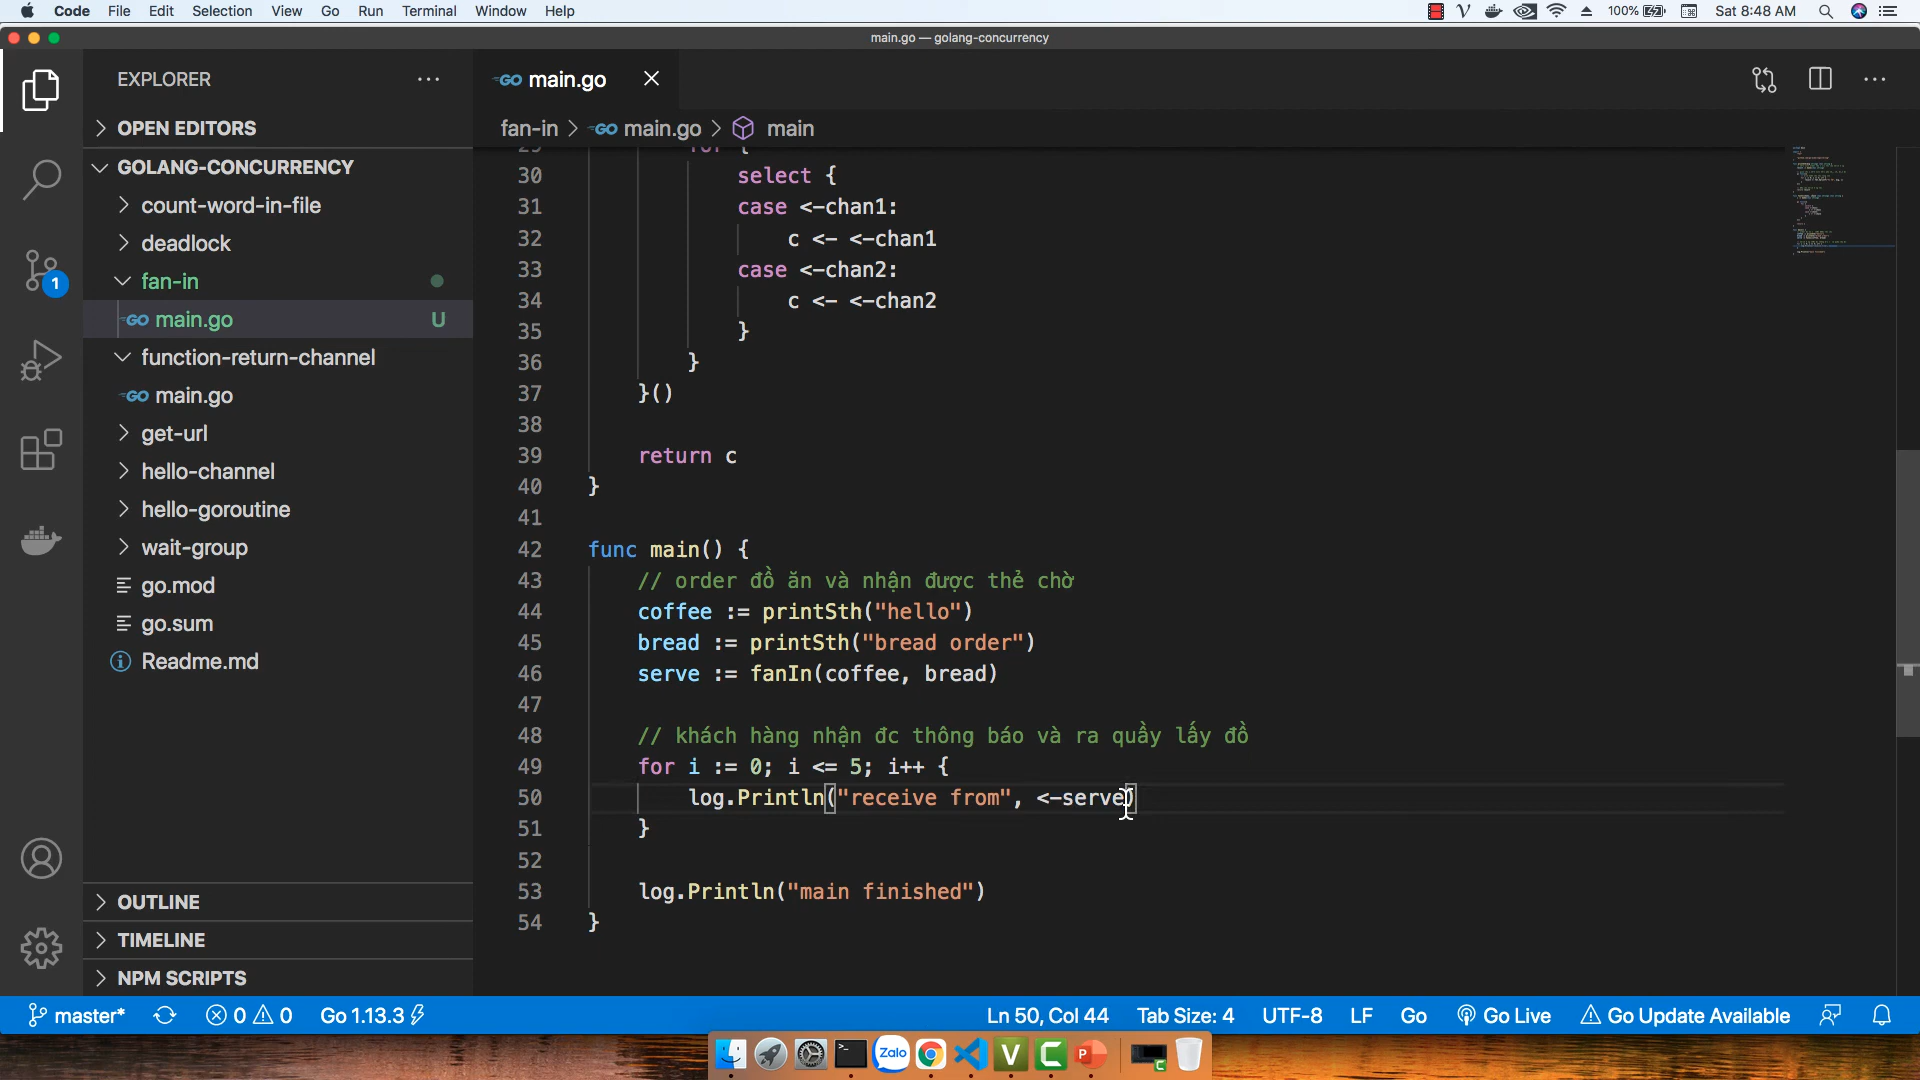 Code File Edit Selection View Go Run Terminal Window Help 100% Sat 8:48 AM
main.go — golang-concurrency
EXPLORER
main.go
OPEN EDITORS
fan-in > main.go > main
GOLANG-CONCURRENCY
count-word-in-file
deadlock
fan-in
main.go U
function-return-channel
main.go
get-url
hello-channel
hello-goroutine
wait-group
go.mod
go.sum
Readme.md
OUTLINE
TIMELINE
NPM SCRIPTS
1
29 for {
30 select {
31 case <-chan1:
32 c <- <-chan1
33 case <-chan2:
34 c <- <-chan2
35 }
36 }
37 }()
38
39 return c
40 }
41
42 func main() {
43 // order đồ ăn và nhận được thẻ chờ
44 coffee := printSth("hello")
45 bread := printSth("bread order")
46 serve := fanIn(coffee, bread)
47
48 // khách hàng nhận đc thông báo và ra quầy lấy đồ
49 for i := 0; i <= 5; i++ {
50 log.Println("receive from", <-serve)
51 }
52
53 log.Println("main finished")
54 }
master* 0 0 Go 1.13.3 Ln 50, Col 44 Tab Size: 4 UTF-8 LF Go Go Live Go Update Available
Zalo